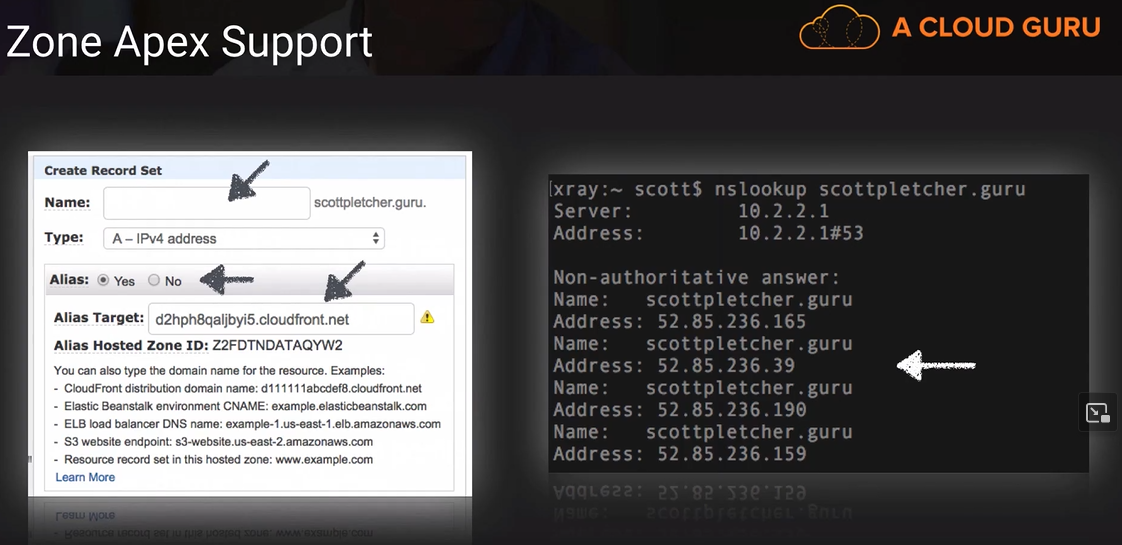 Zone Apex Support
A CLOUD GURU
Create Record Set
Name: scottpletcher.guru.
Type: A – IPv4 address
Alias: Yes No
Alias Target: d2hph8qaljbyi5.cloudfront.net
Alias Hosted Zone ID: Z2FDTNDATAQYW2
You can also type the domain name for the resource. Examples:
- CloudFront distribution domain name: d111111abcdef8.cloudfront.net
- Elastic Beanstalk environment CNAME: example.elasticbeanstalk.com
- ELB load balancer DNS name: example-1.us-east-1.elb.amazonaws.com
- S3 website endpoint: s3-website.us-east-2.amazonaws.com
- Resource record set in this hosted zone: www.example.com
Learn More
[xray:~ scott$ nslookup scottpletcher.guru
Server: 10.2.2.1
Address: 10.2.2.1#53
Non-authoritative answer:
Name: scottpletcher.guru
Address: 52.85.236.165
Name: scottpletcher.guru
Address: 52.85.236.39
Name: scottpletcher.guru
Address: 52.85.236.190
Name: scottpletcher.guru
Address: 52.85.236.159